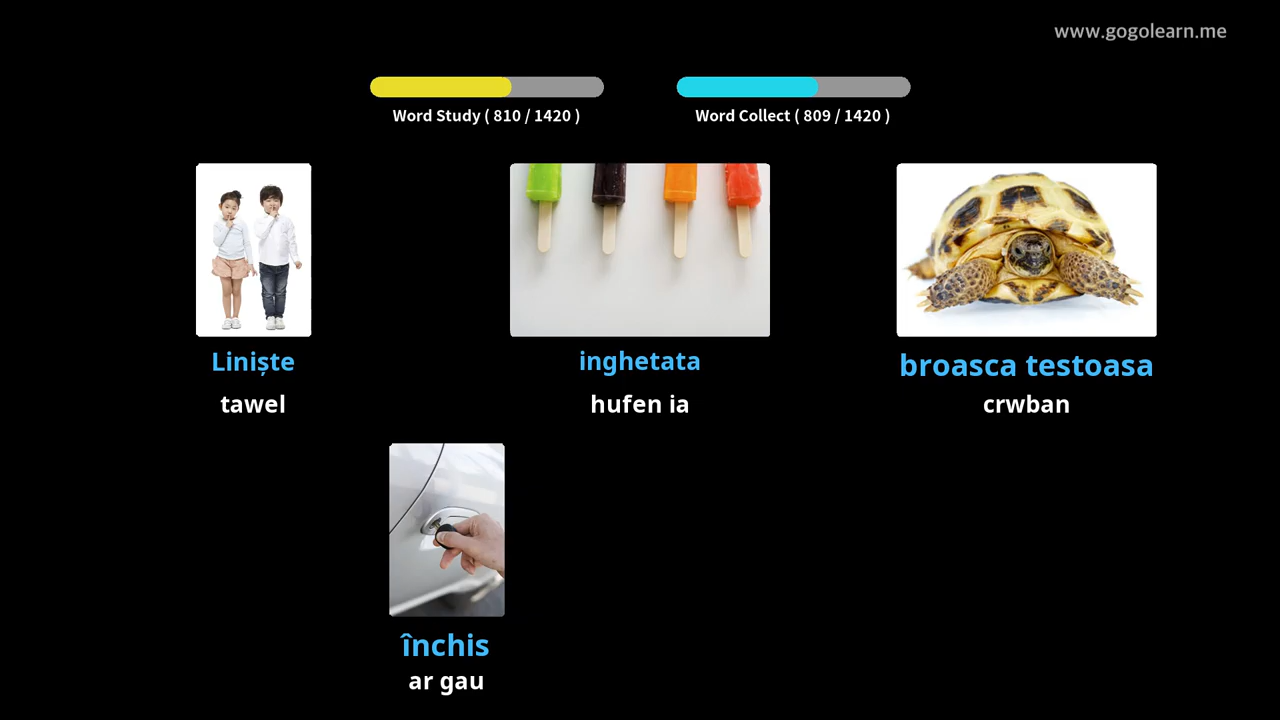 www.gogolearn.me
Word Study ( 810 / 1420 )
Word Collect ( 809 / 1420 )
Liniște
inghetata
broasca testoasa
tawel
hufen ia
crwban
închis
ar gau